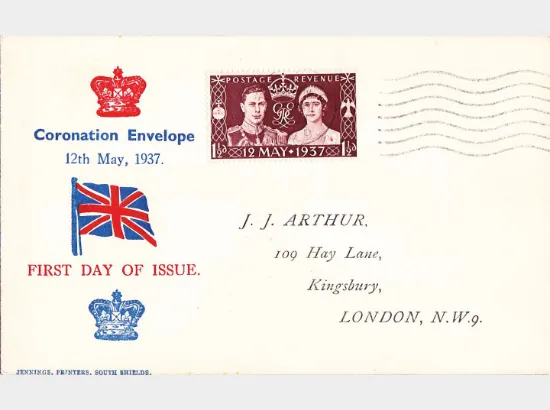 Coronation Envelope
12th May, 1937.
FIRST DAY OF ISSUE.
JENNINGS, PRINTERS, SOUTH SHIELDS.
POSTAGE REVENUE
GRE
12 MAY · 1937
1½d 1½d
J. J. ARTHUR,
109 Hay Lane,
Kingsbury,
LONDON, N.W.9.